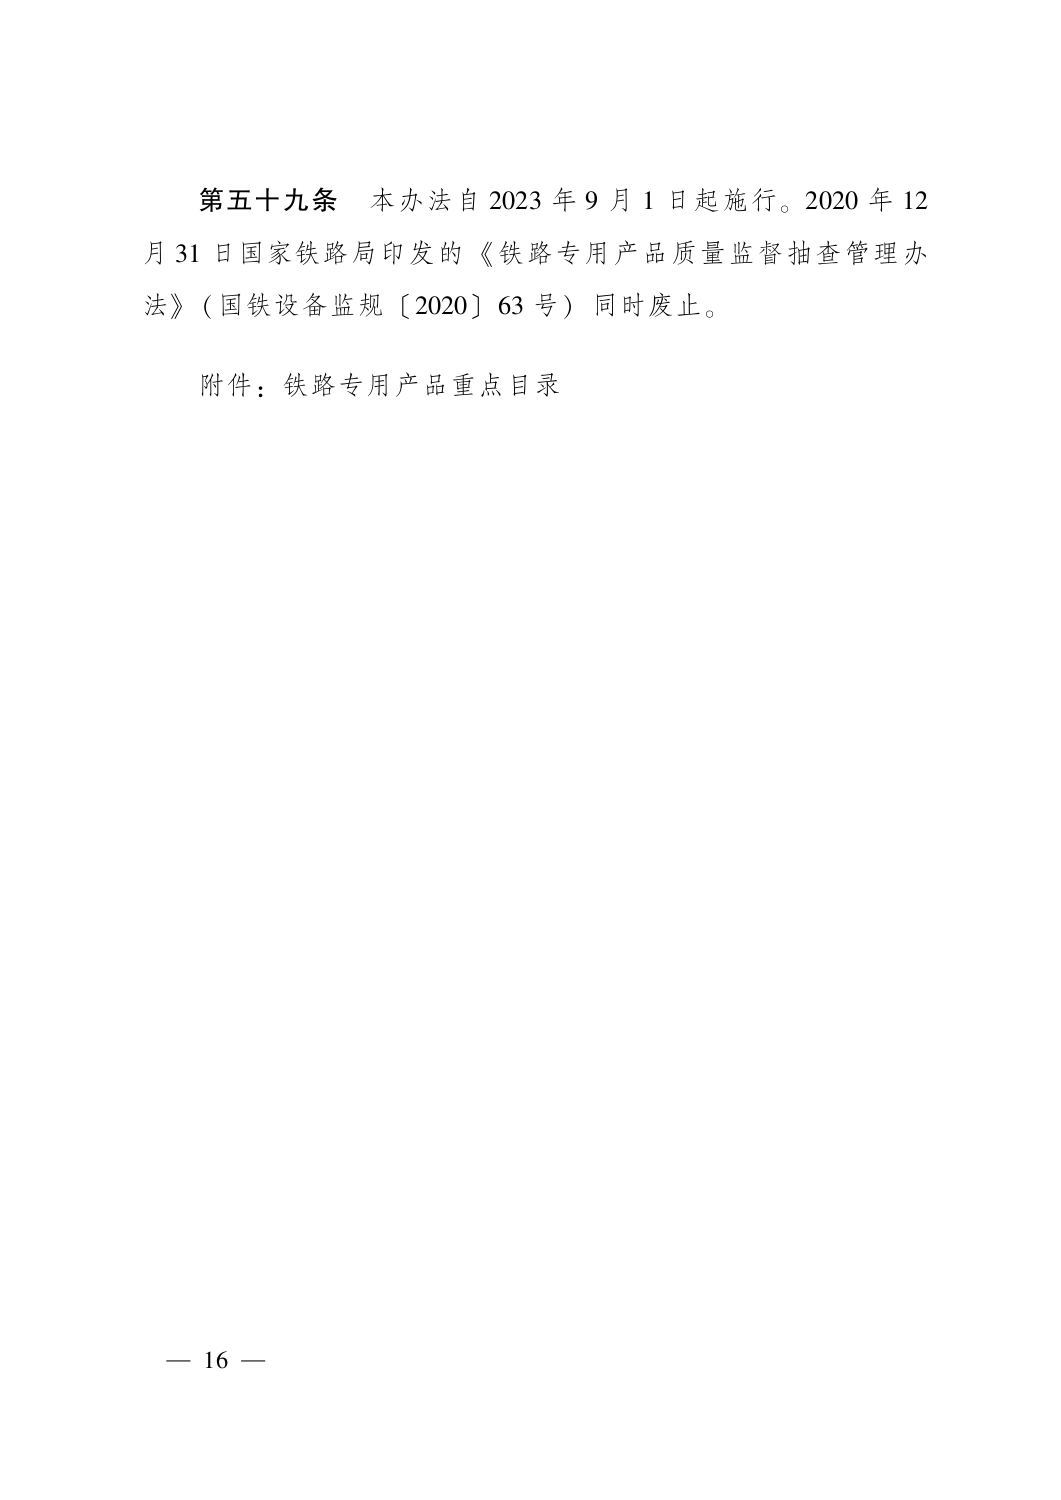 第五十九条　本办法自 2023 年 9 月 1 日起施行。2020 年 12
月 31 日国家铁路局印发的《铁路专用产品质量监督抽查管理办
法》（国铁设备监规〔2020〕63 号）同时废止。
附件：铁路专用产品重点目录
— 16 —